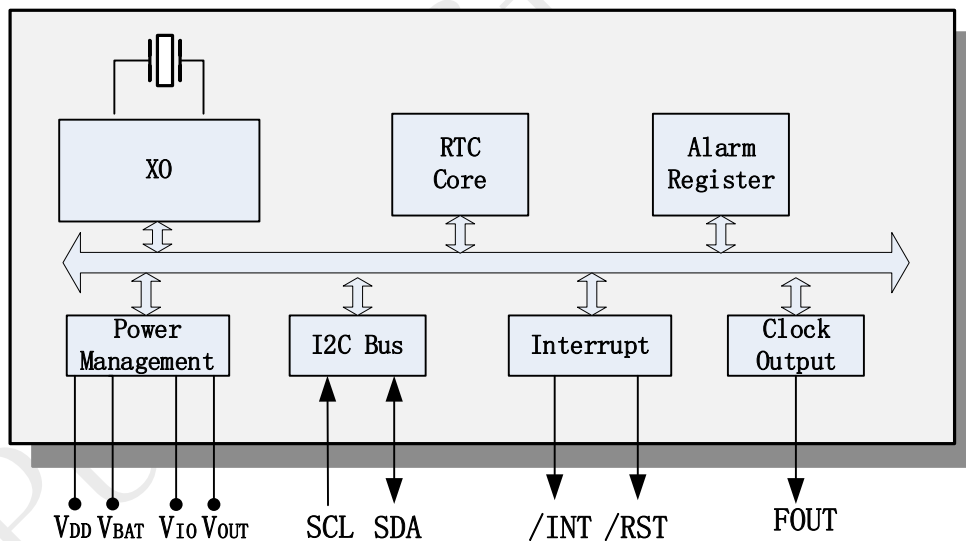 XO
RTC
Core
Alarm
Register
Power
Management
I2C Bus
Interrupt
Clock
Output
VDD VBAT VIO VOUT SCL SDA /INT /RST FOUT